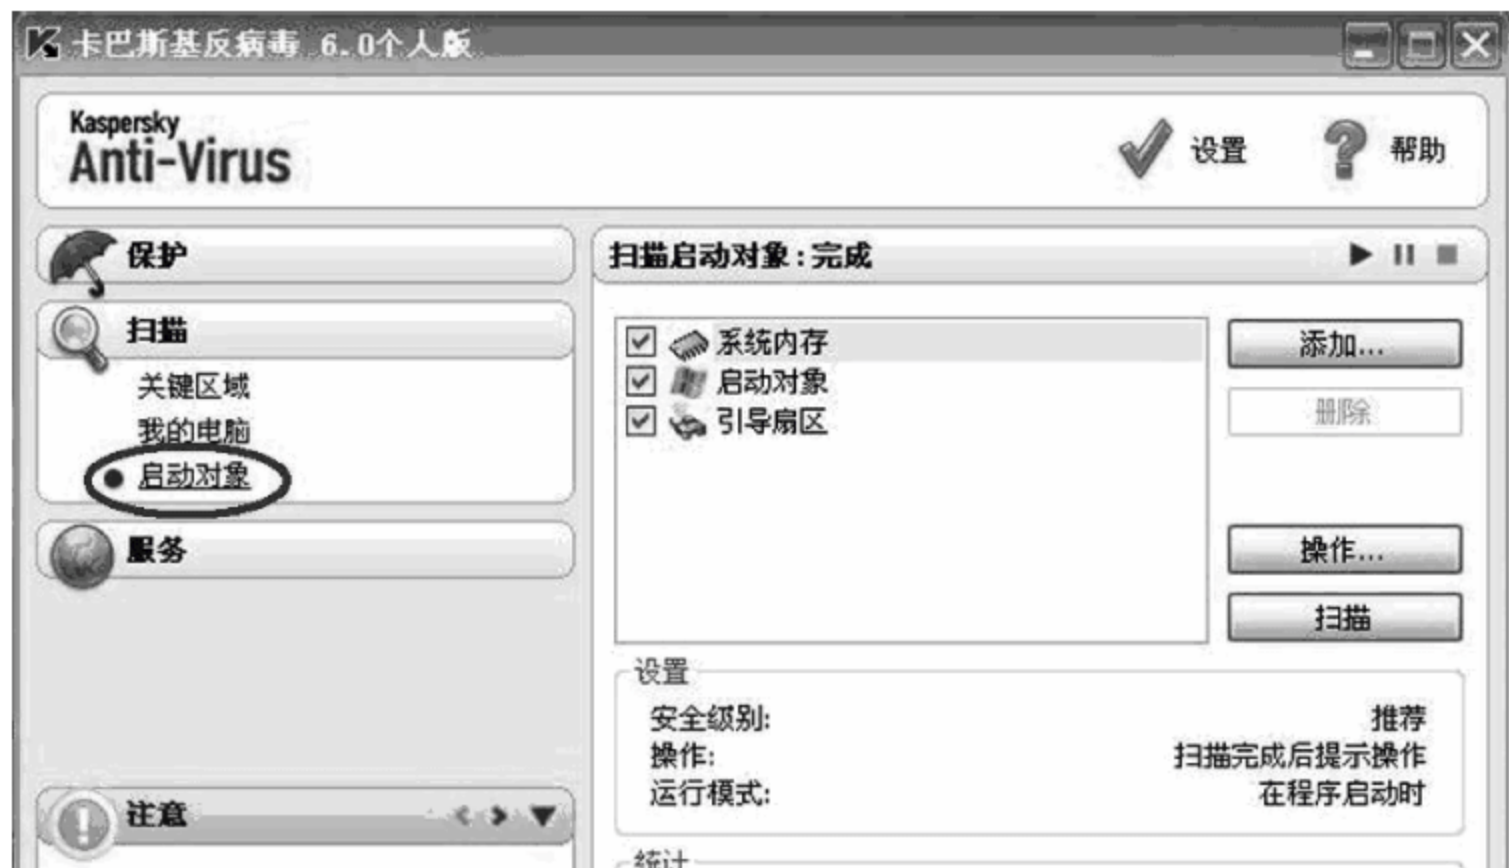 卡巴斯基反病毒 6.0个人版
Kaspersky
Anti-Virus
设置
帮助
保护
扫描
关键区域
我的电脑
启动对象
服务
注意
扫描启动对象:完成
系统内存
启动对象
引导扇区
添加...
删除
操作...
扫描
设置
安全级别: 推荐
操作: 扫描完成后提示操作
运行模式: 在程序启动时
统计